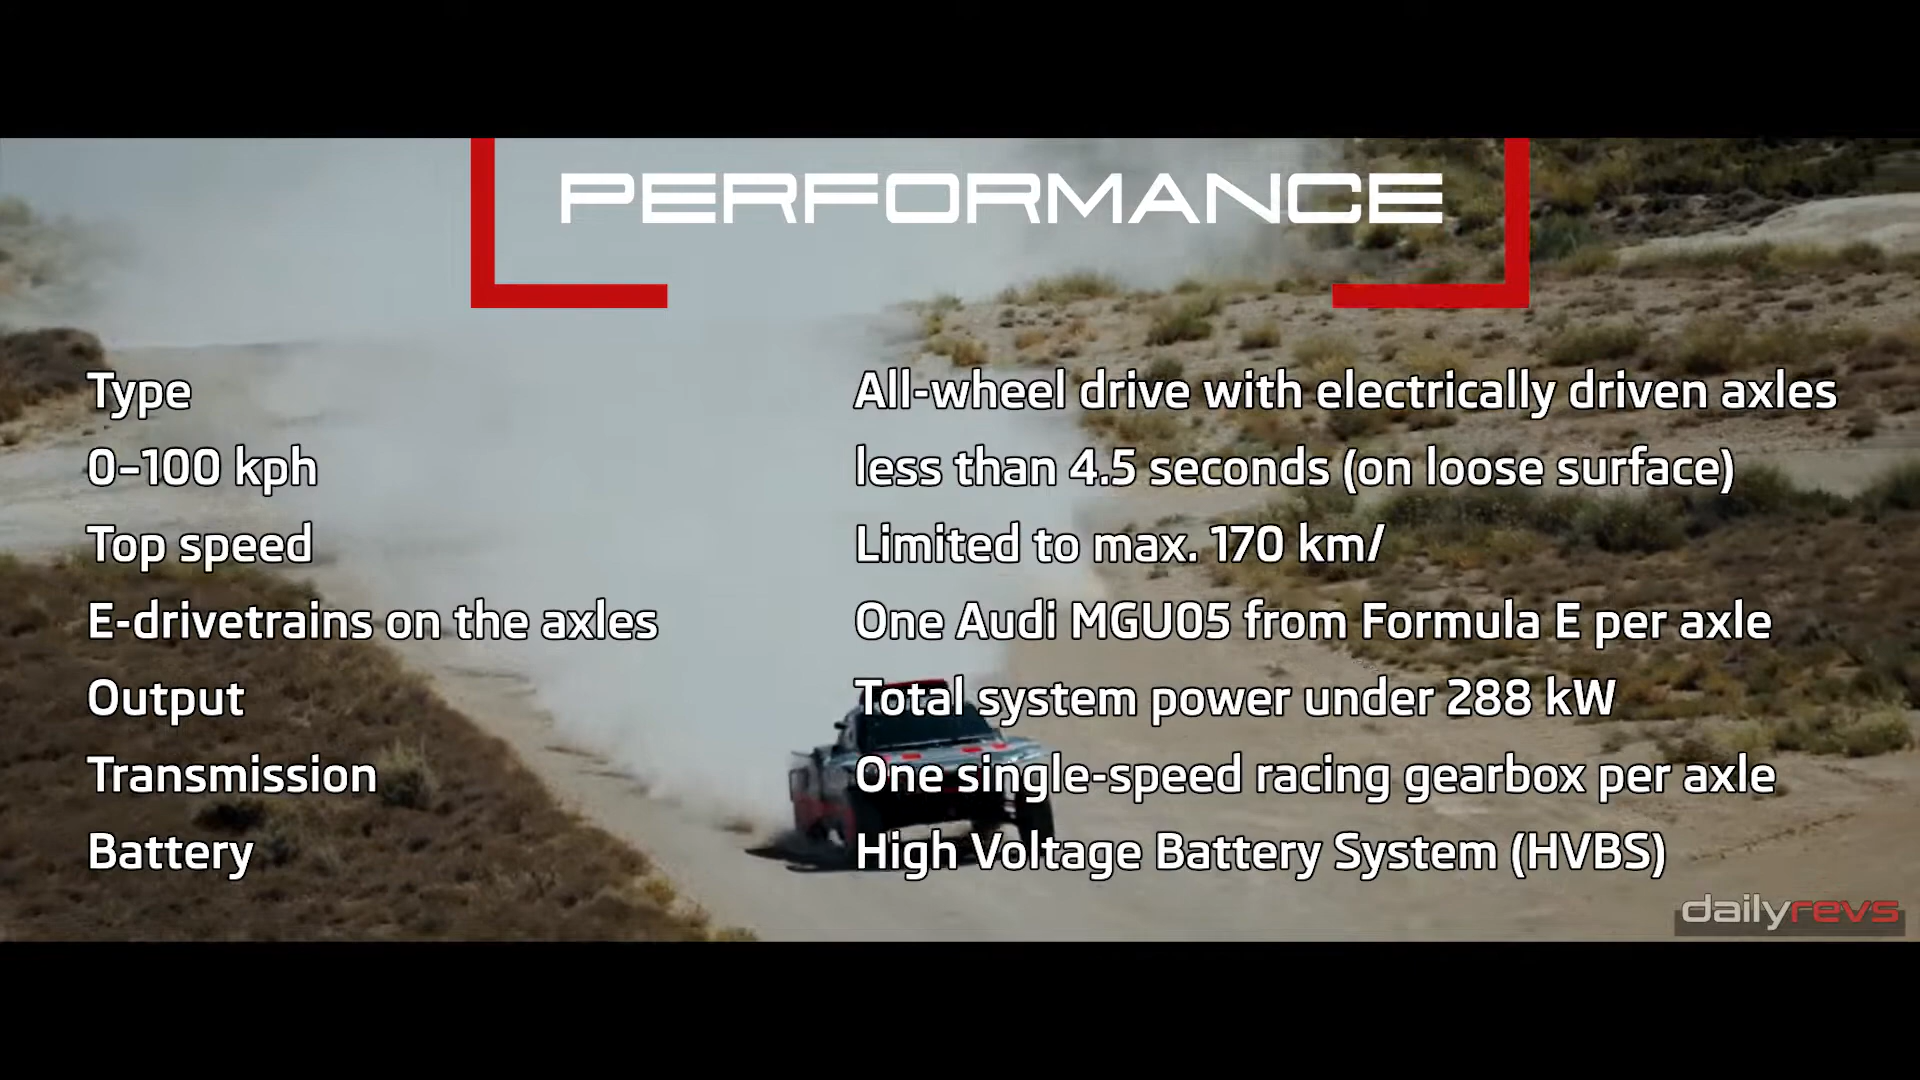 PERFORMANCE
Type All-wheel drive with electrically driven axles
0–100 kph less than 4.5 seconds (on loose surface)
Top speed Limited to max. 170 km/
E-drivetrains on the axles One Audi MGU05 from Formula E per axle
Output Total system power under 288 kW
Transmission One single-speed racing gearbox per axle
Battery High Voltage Battery System (HVBS)
dailyrevs